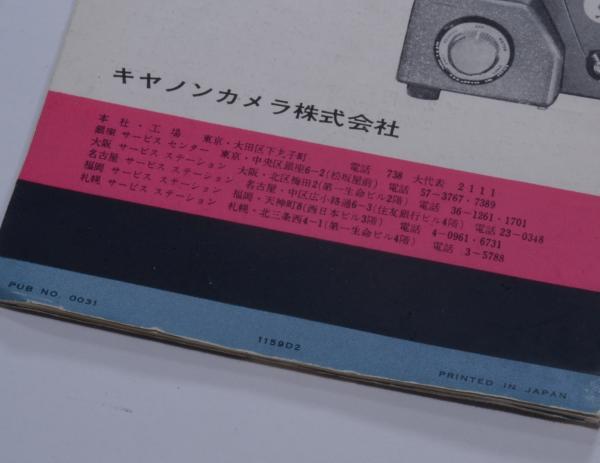 キヤノンカメラ株式会社
本社・工場 東京・大田区下丸子町 電話 738 大代表 2111
銀座 サービス センター 東京・中央区銀座6-2(松坂屋前) 電話 57-3767・7389
大阪 サービス ステーション 大阪・北区梅田2(第一生命ビル2階) 電話 36-1261・1701
名古屋 サービス ステーション 名古屋・中区広小路通6-3(住友銀行ビル4階) 電話 23-0348
福岡 サービス ステーション 福岡・天神町8(西日本ビル3階) 電話 4-0961・6731
札幌 サービス ステーション 札幌・北三条西4-1(第一生命ビル4階) 電話 3-5788
PUB NO. 0031
1159D2
PRINTED IN JAPAN